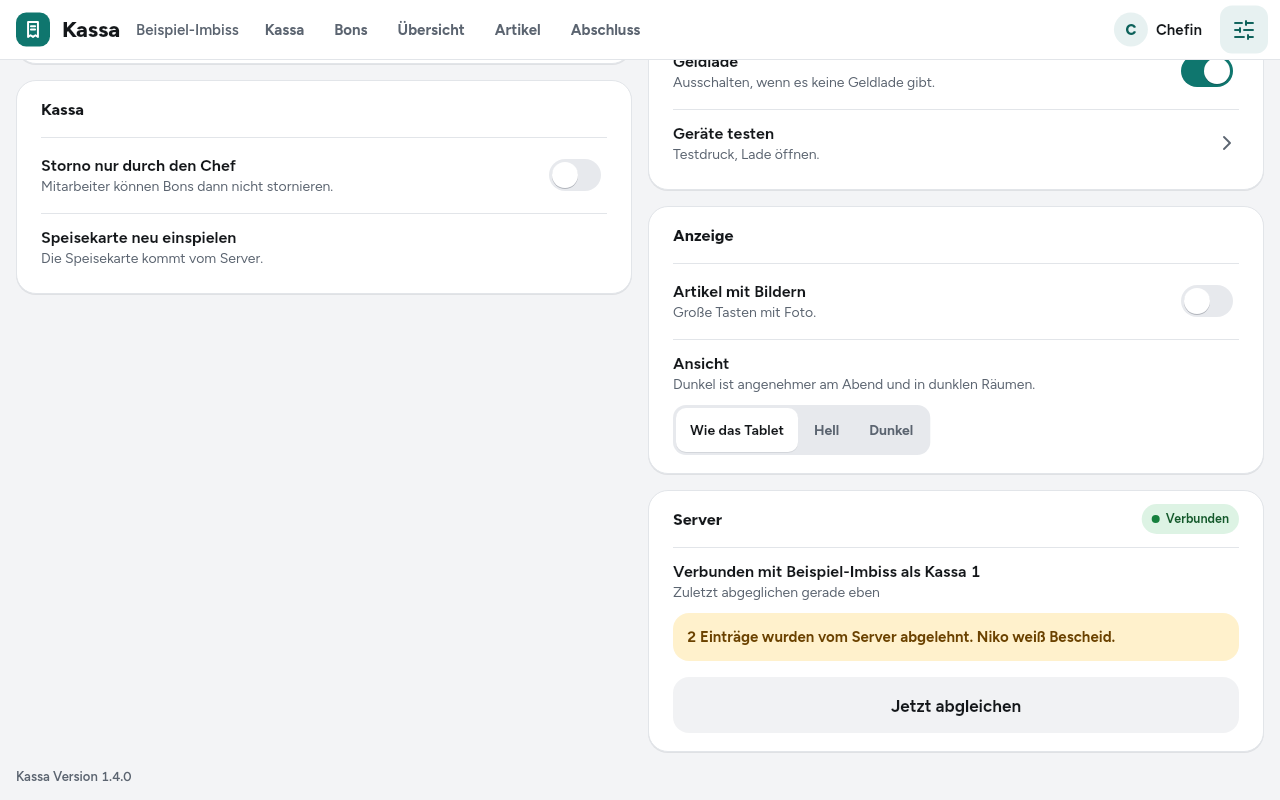 Kassa
Beispiel-Imbiss
Kassa
Bons
Übersicht
Artikel
Abschluss
C
Chefin
Kassa
Storno nur durch den Chef
Mitarbeiter können Bons dann nicht stornieren.
Speisekarte neu einspielen
Die Speisekarte kommt vom Server.
Geldlade
Ausschalten, wenn es keine Geldlade gibt.
Geräte testen
Testdruck, Lade öffnen.
Anzeige
Artikel mit Bildern
Große Tasten mit Foto.
Ansicht
Dunkel ist angenehmer am Abend und in dunklen Räumen.
Wie das Tablet
Hell
Dunkel
Server
Verbunden
Verbunden mit Beispiel-Imbiss als Kassa 1
Zuletzt abgeglichen gerade eben
2 Einträge wurden vom Server abgelehnt. Niko weiß Bescheid.
Jetzt abgleichen
Kassa Version 1.4.0